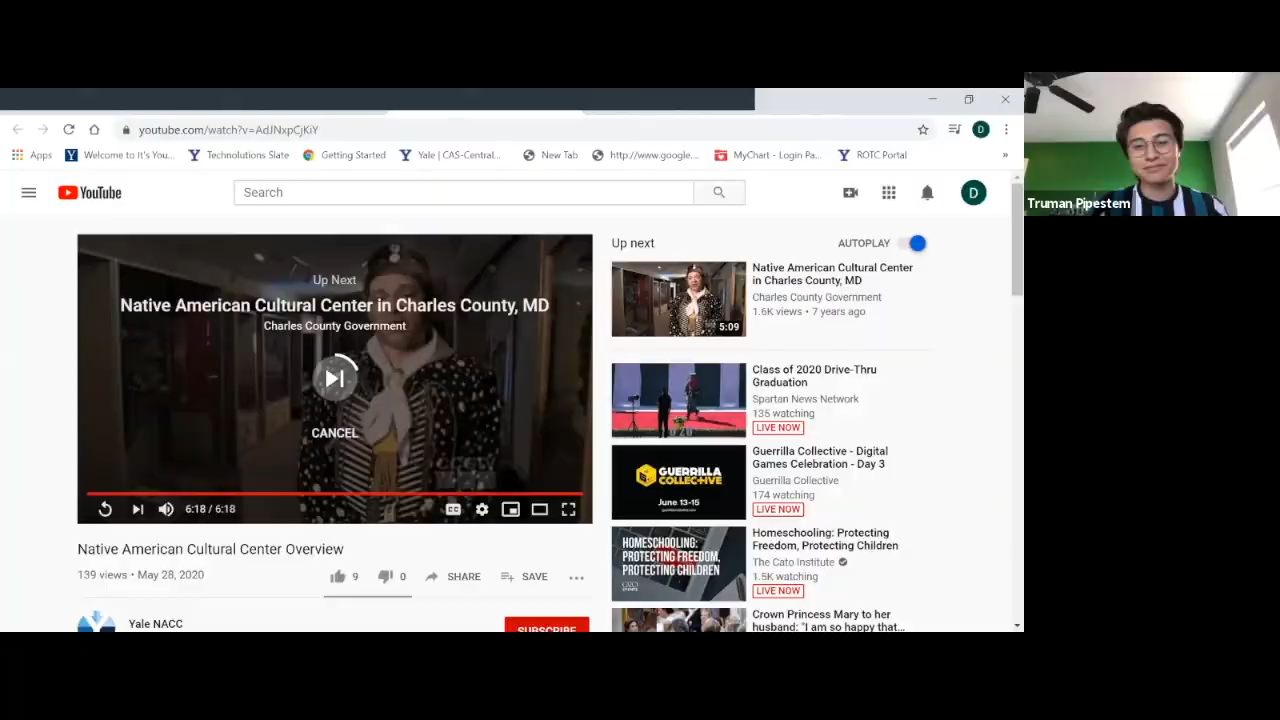 youtube.com/watch?v=AdJNxpCjKiY
D
Apps
Welcome to It's You...
Technolutions Slate
Getting Started
Yale | CAS-Central...
New Tab
http://www.google....
MyChart - Login Pa...
ROTC Portal
»
YouTube
Search
D
Up Next
Native American Cultural Center in Charles County, MD
Charles County Government
CANCEL
6:18 / 6:18
Native American Cultural Center Overview
139 views • May 28, 2020
9
0
SHARE
SAVE
Yale NACC
SUBSCRIBE
Up next
AUTOPLAY
5:09
Native American Cultural Center
in Charles County, MD
Charles County Government
1.6K views • 7 years ago
Class of 2020 Drive-Thru
Graduation
Spartan News Network
135 watching
LIVE NOW
GUERRILLA
COLLEC+IVE
June 13-15
Guerrilla Collective - Digital
Games Celebration - Day 3
Guerrilla Collective
174 watching
LIVE NOW
HOMESCHOOLING:
PROTECTING FREEDOM,
PROTECTING CHILDREN
Homeschooling: Protecting
Freedom, Protecting Children
The Cato Institute
1.5K watching
LIVE NOW
Crown Princess Mary to her
husband: "I am so happy that...
Truman Pipestem